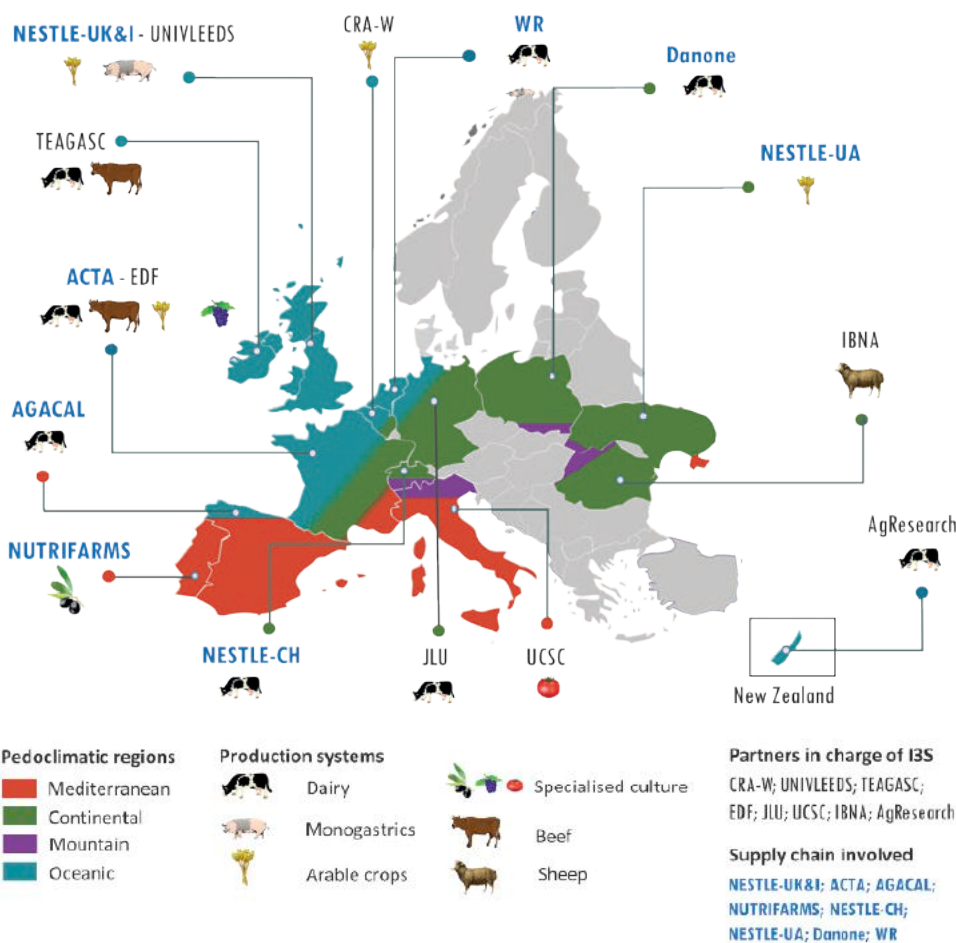 NESTLE-UK&I - UNIVLEEDS
CRA-W
WR
Danone
TEAGASC
NESTLE-UA
ACTA - EDF
IBNA
AGACAL
AgResearch
NUTRIFARMS
NESTLE-CH
JLU
UCSC
New Zealand
Pedoclimatic regions
Mediterranean
Continental
Mountain
Oceanic
Production systems
Dairy
Monogastrics
Arable crops
Specialised culture
Beef
Sheep
Partners in charge of I3S
CRA-W; UNIVLEEDS; TEAGASC;
EDF; JLU; UCSC; IBNA; AgResearch
Supply chain involved
NESTLE-UK&I; ACTA; AGACAL;
NUTRIFARMS; NESTLE-CH;
NESTLE-UA; Danone; WR